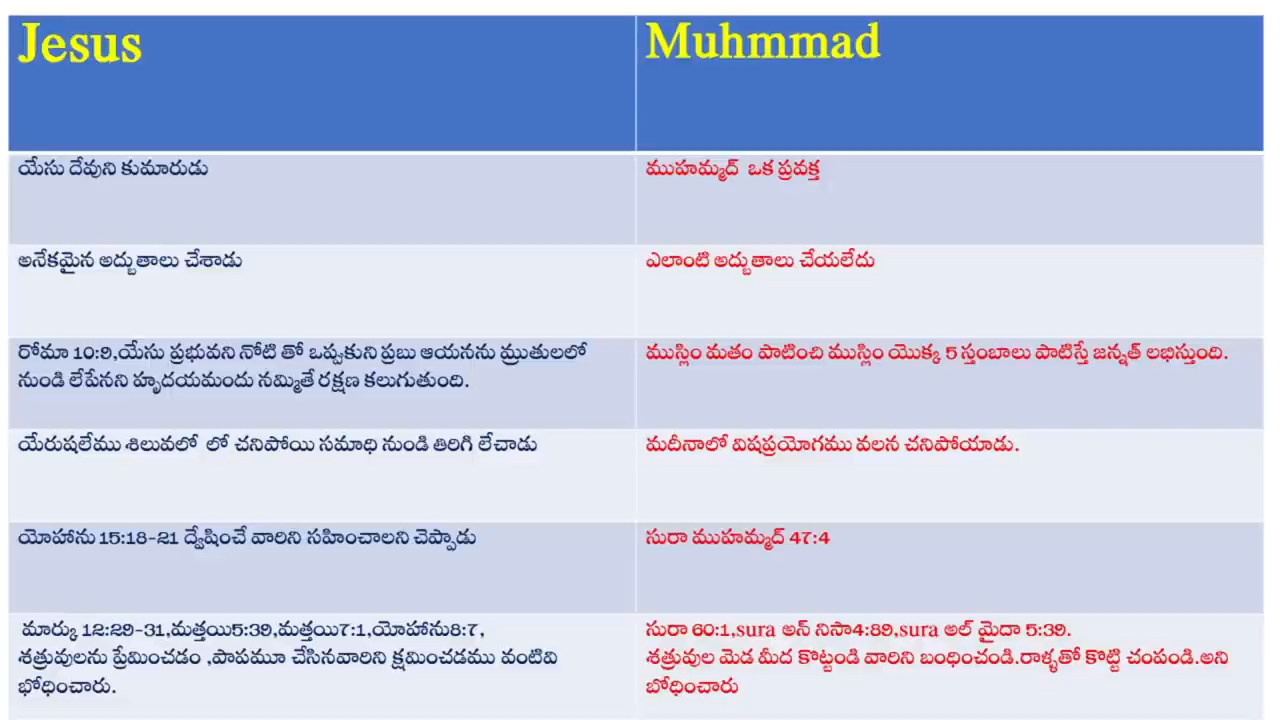 Jesus
Muhmmad
యేసు దేవుని కుమారుడు
ముహమ్మద్ ఒక ప్రవక్త
అనేకమైన అద్భుతాలు చేశాడు
ఎలాంటి అద్భుతాలు చేయలేదు
రోమా 10:9,యేసు ప్రభువని నోటి తో ఒప్పకుని ప్రబు ఆయనను మ్రుతులలో
నుండి లేపేనని హృదయమందు నమ్మితే రక్షణ కలుగుతుంది.
ముస్లిం మతం పాటించి ముస్లిం యొక్క 5 స్తంబాలు పాటిస్తే జన్నత్ లభిస్తుంది.
యేరుషలేము శిలువలో లో చనిపోయి సమాధి నుండి తిరిగి లేచాడు
మదీనాలో విషప్రయోగము వలన చనిపోయాడు.
యోహాను 15:18-21 ద్వేషించే వారిని సహించాలని చెప్పాడు
సురా ముహమ్మద్ 47:4
మార్కు 12:29-31,మత్తయి5:39,మత్తయి7:1,యోహాను8:7,
శత్రువులను ప్రేమించడం ,పాపమూ చేసినవారిని క్షమించడము వంటివి
భోధించారు.
సురా 60:1,sura అన్ నిసా4:89,sura అల్ మైదా 5:39.
శత్రువుల మెడ మీద కొట్టండి వారిని బంధించండి.రాళ్ళతో కొట్టి చంపండి.అని
బోధించారు